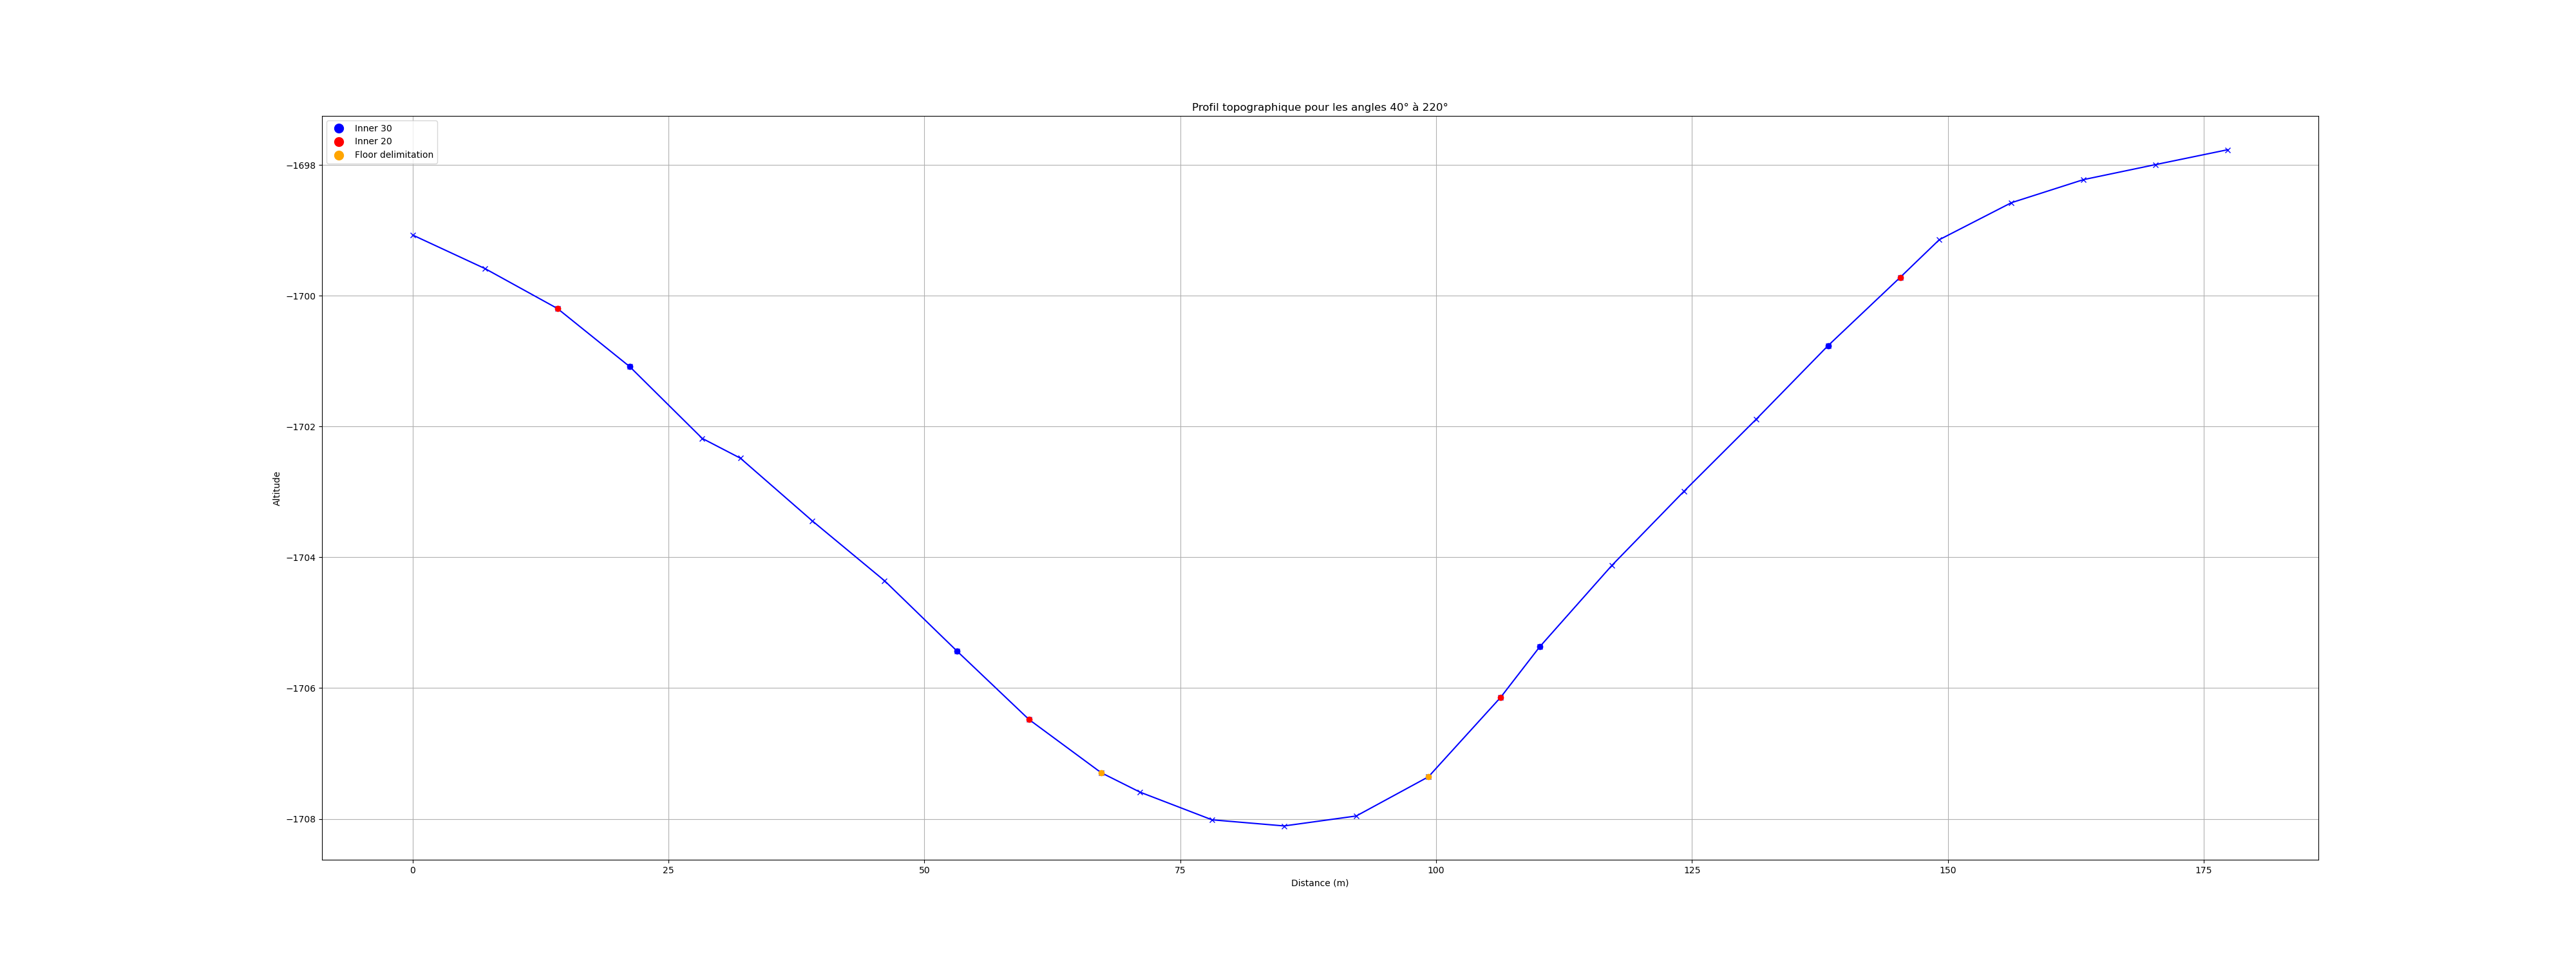 Profil topographique pour les angles 40° à 220°
Inner 30
Inner 20
Floor delimitation
−1698
−1700
−1702
−1704
−1706
−1708
Altitude
0 25 50 75 100 125 150 175
Distance (m)